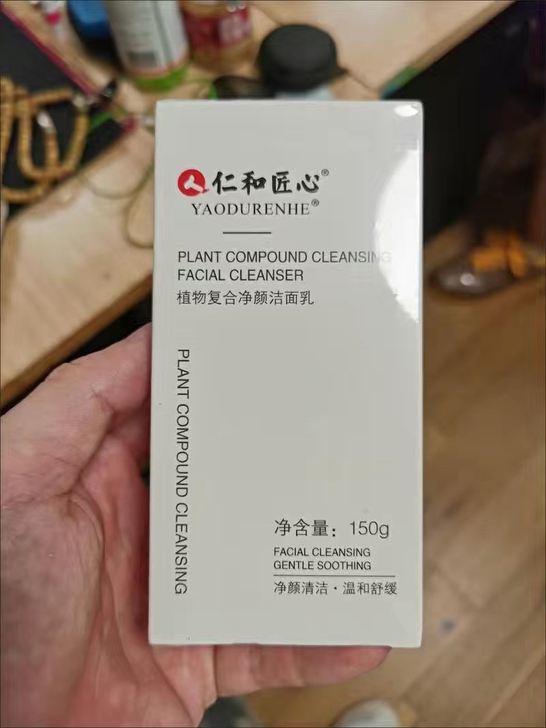 仁和匠心®
YAODURENHE®
PLANT COMPOUND CLEANSING
FACIAL CLEANSER
植物复合净颜洁面乳
PLANT COMPOUND CLEANSING
净含量：150g
FACIAL CLEANSING
GENTLE SOOTHING
净颜清洁·温和舒缓